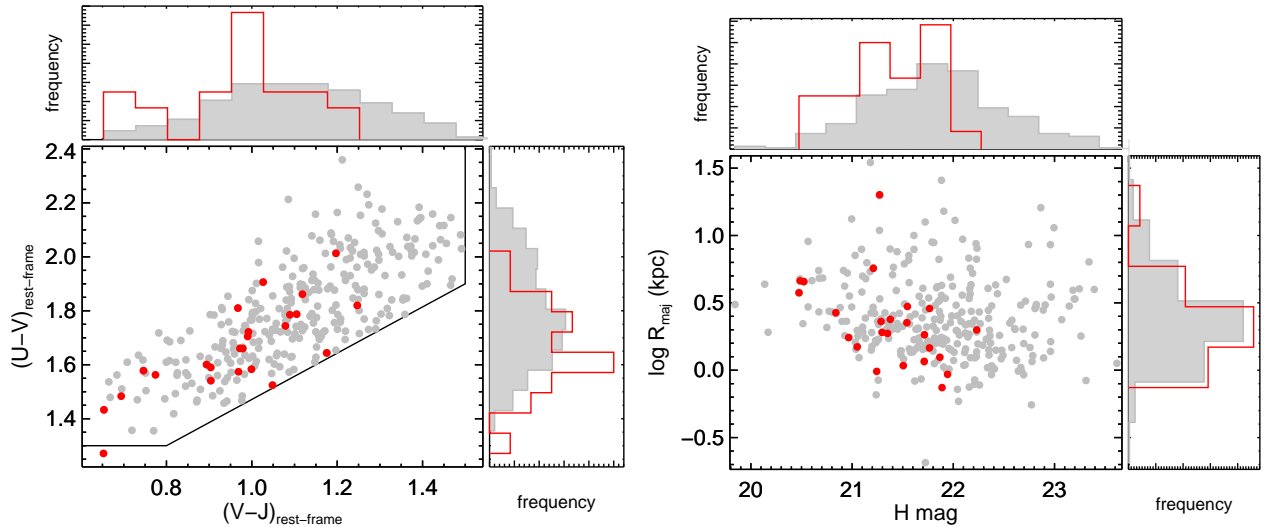 frequency
frequency
2.4
2.2
2.0
1.8
1.6
1.4
(U−V)rest−frame
0.8 1.0 1.2 1.4
(V−J)rest−frame
frequency
1.5
1.0
0.5
0.0
−0.5
log Rmaj (kpc)
20 21 22 23
H mag
frequency